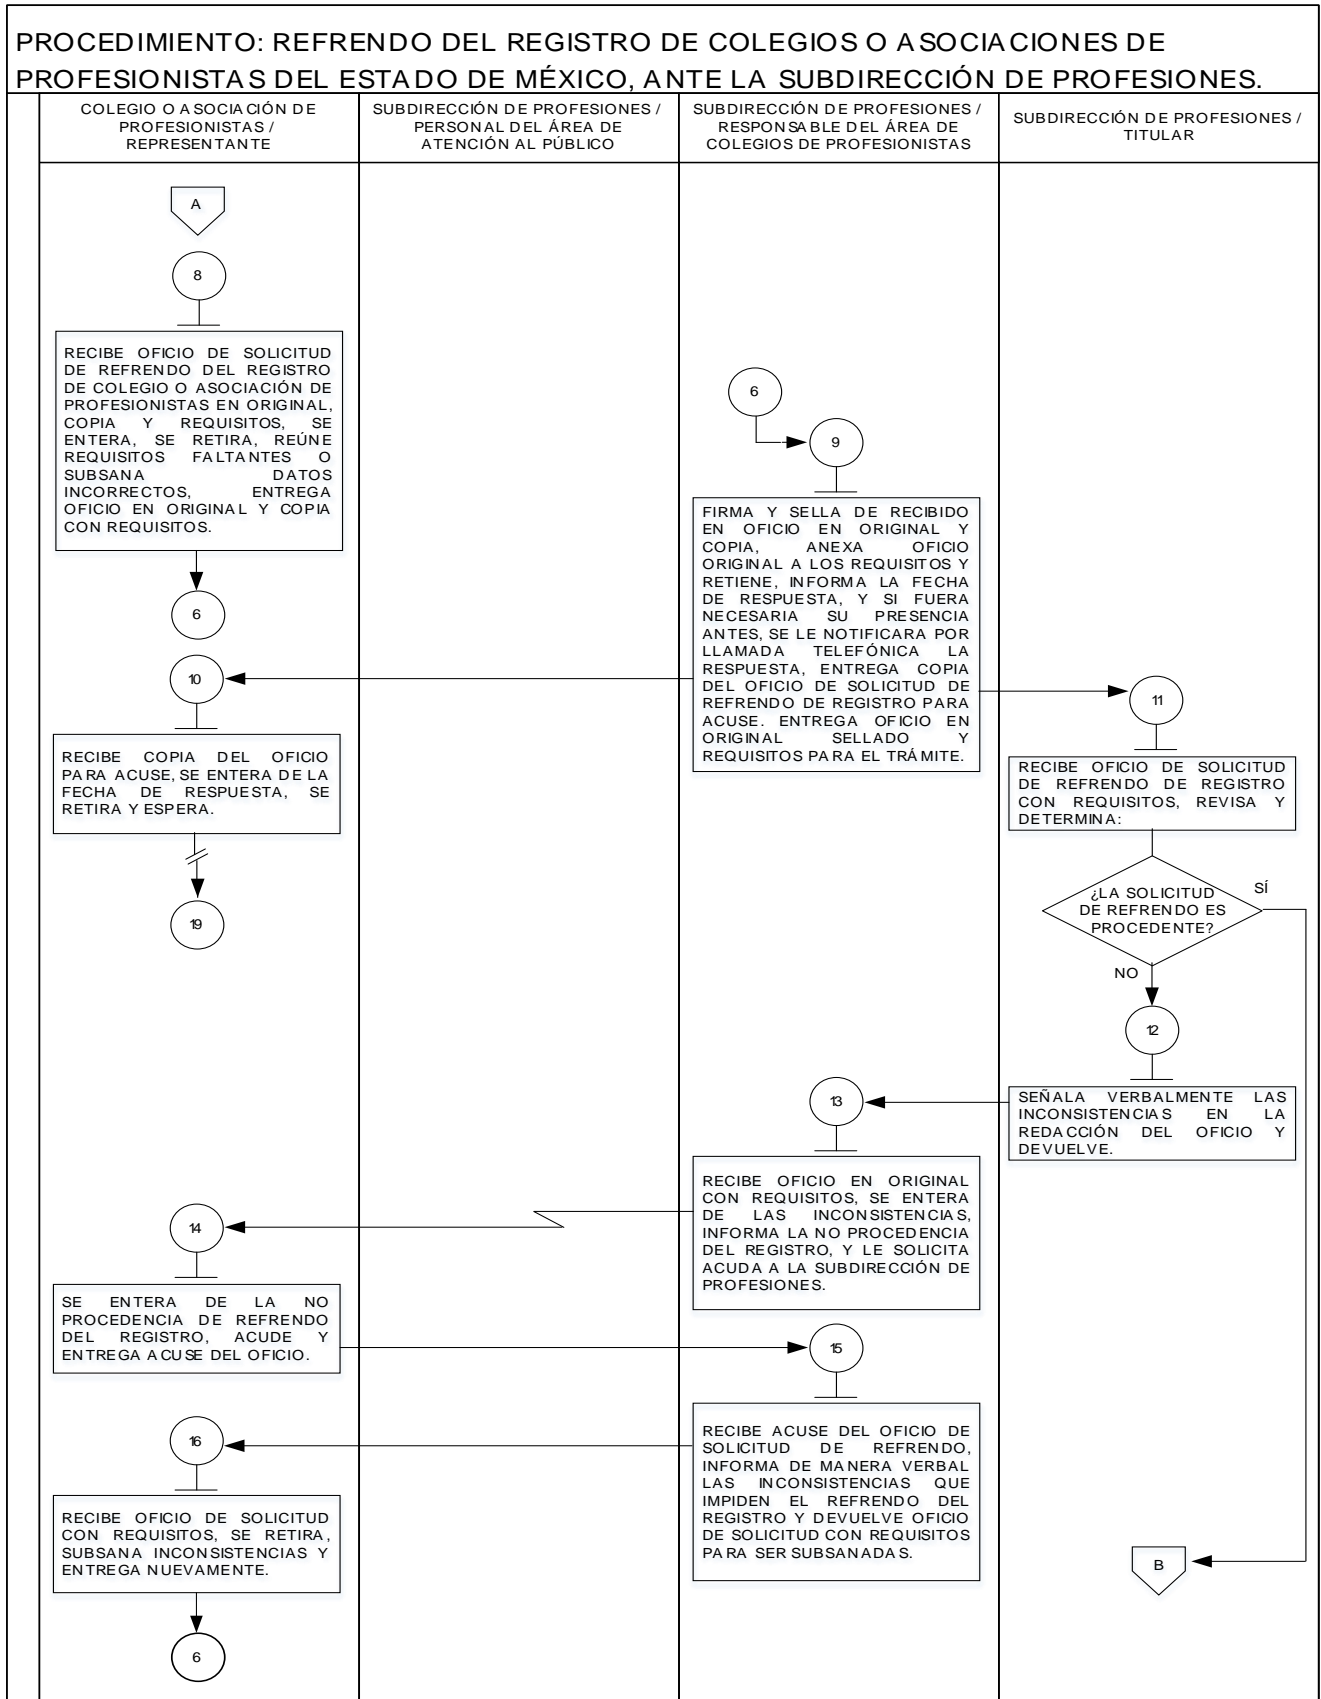 PROCEDIMIENTO: REFRENDO DEL REGISTRO DE COLEGIOS O ASOCIACIONES DE
PROFESIONISTAS DEL ESTADO DE MÉXICO, ANTE LA SUBDIRECCIÓN DE PROFESIONES.
COLEGIO O ASOCIACIÓN DE
PROFESIONISTAS /
REPRESENTANTE
SUBDIRECCIÓN DE PROFESIONES /
PERSONAL DEL ÁREA DE
ATENCIÓN AL PÚBLICO
SUBDIRECCIÓN DE PROFESIONES /
RESPONSABLE DEL ÁREA DE
COLEGIOS DE PROFESIONISTAS
SUBDIRECCIÓN DE PROFESIONES /
TITULAR
A
8
RECIBE OFICIO DE SOLICITUD
DE REFRENDO DEL REGISTRO
DE COLEGIO O ASOCIACIÓN DE
PROFESIONISTAS EN ORIGINAL,
COPIA Y REQUISITOS, SE
ENTERA, SE RETIRA, REÚNE
REQUISITOS FALTANTES O
SUBSANA DATOS
INCORRECTOS, ENTREGA
OFICIO EN ORIGINAL Y COPIA
CON REQUISITOS.
6
6
9
FIRMA Y SELLA DE RECIBIDO
EN OFICIO EN ORIGINAL Y
COPIA, ANEXA OFICIO
ORIGINAL A LOS REQUISITOS Y
RETIENE, INFORMA LA FECHA
DE RESPUESTA, Y SI FUERA
NECESARIA SU PRESENCIA
ANTES, SE LE NOTIFICARA POR
LLAMADA TELEFÓNICA LA
RESPUESTA, ENTREGA COPIA
DEL OFICIO DE SOLICITUD DE
REFRENDO DE REGISTRO PARA
ACUSE. ENTREGA OFICIO EN
ORIGINAL SELLADO Y
REQUISITOS PARA EL TRÁMITE.
10
RECIBE COPIA DEL OFICIO
PARA ACUSE, SE ENTERA DE LA
FECHA DE RESPUESTA, SE
RETIRA Y ESPERA.
19
11
RECIBE OFICIO DE SOLICITUD
DE REFRENDO DE REGISTRO
CON REQUISITOS, REVISA Y
DETERMINA:
¿LA SOLICITUD
DE REFRENDO ES
PROCEDENTE?
SÍ
NO
12
SEÑALA VERBALMENTE LAS
INCONSISTENCIAS EN LA
REDACCIÓN DEL OFICIO Y
DEVUELVE.
13
RECIBE OFICIO EN ORIGINAL
CON REQUISITOS, SE ENTERA
DE LAS INCONSISTENCIAS,
INFORMA LA NO PROCEDENCIA
DEL REGISTRO, Y LE SOLICITA
ACUDA A LA SUBDIRECCIÓN DE
PROFESIONES.
14
SE ENTERA DE LA NO
PROCEDENCIA DE REFRENDO
DEL REGISTRO, ACUDE Y
ENTREGA ACUSE DEL OFICIO.
15
RECIBE ACUSE DEL OFICIO DE
SOLICITUD DE REFRENDO,
INFORMA DE MANERA VERBAL
LAS INCONSISTENCIAS QUE
IMPIDEN EL REFRENDO DEL
REGISTRO Y DEVUELVE OFICIO
DE SOLICITUD CON REQUISITOS
PARA SER SUBSANADAS.
16
RECIBE OFICIO DE SOLICITUD
CON REQUISITOS, SE RETIRA,
SUBSANA INCONSISTENCIAS Y
ENTREGA NUEVAMENTE.
6
B